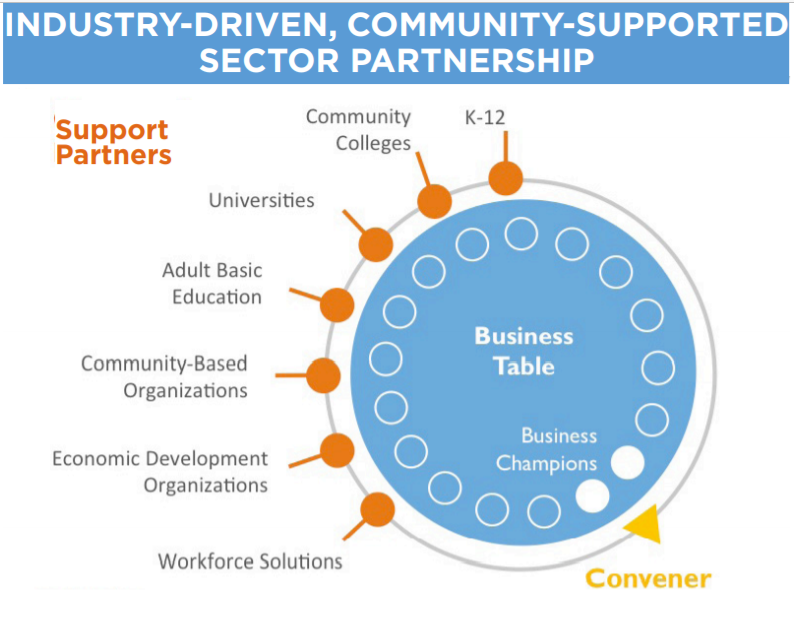 INDUSTRY-DRIVEN, COMMUNITY-SUPPORTED
SECTOR PARTNERSHIP
Support
Partners
Community
Colleges
K-12
Universities
Adult Basic
Education
Community-Based
Organizations
Economic Development
Organizations
Workforce Solutions
Business
Table
Business
Champions
Convener